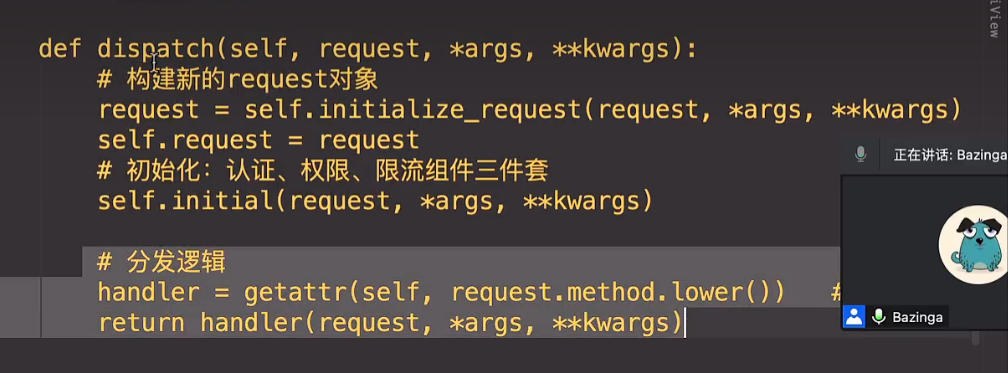 def dispatch(self, request, *args, **kwargs):
# 构建新的request对象
request = self.initialize_request(request, *args, **kwargs)
self.request = request
# 初始化：认证、权限、限流组件三件套
self.initial(request, *args, **kwargs)
# 分发逻辑
handler = getattr(self, request.method.lower()) #
return handler(request, *args, **kwargs)
iView
正在讲话: Bazinga
Bazinga